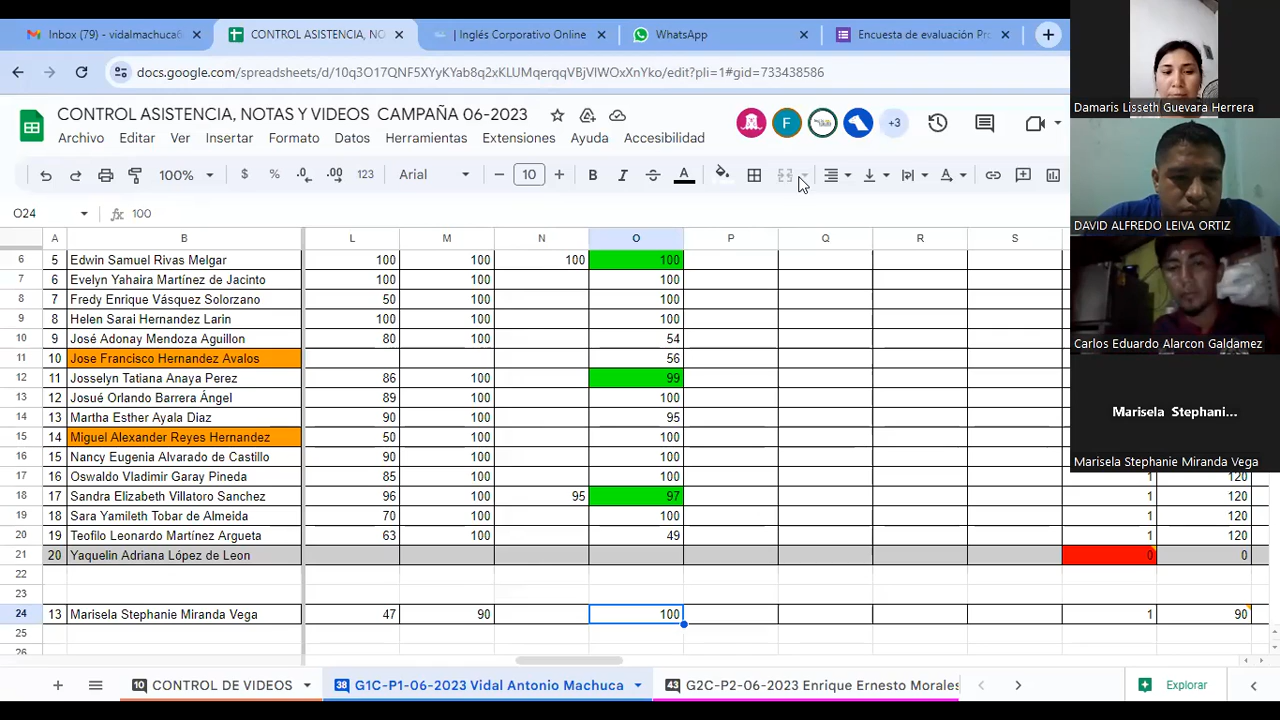 Inbox (79) - vidalmachuca6
CONTROL ASISTENCIA, NO
| Inglés Corporativo Online
WhatsApp
Encuesta de evaluación Pro
CONTROL ASISTENCIA, NOTAS Y VIDEOS CAMPAÑA 06-2023
Archivo Editar Ver Insertar Formato Datos Herramientas Extensiones Ayuda Accesibilidad
F +3
100% $ % .0 .00 123 Arial 10 B I S A
O24 fx 100
A B L M N O P Q R S
6 5 Edwin Samuel Rivas Melgar 100 100 100 100
7 6 Evelyn Yahaira Martínez de Jacinto 100 100 100
8 7 Fredy Enrique Vásquez Solorzano 50 100 100
9 8 Helen Sarai Hernandez Larin 100 100 100
10 9 José Adonay Mendoza Aguillon 80 100 54
11 10 Jose Francisco Hernandez Avalos 56
12 11 Josselyn Tatiana Anaya Perez 86 100 99
13 12 Josué Orlando Barrera Ángel 89 100 100
14 13 Martha Esther Ayala Diaz 90 100 95
15 14 Miguel Alexander Reyes Hernandez 50 100 100
16 15 Nancy Eugenia Alvarado de Castillo 90 100 100
17 16 Oswaldo Vladimir Garay Pineda 85 100 100 1 120
18 17 Sandra Elizabeth Villatoro Sanchez 96 100 95 97 1 120
19 18 Sara Yamileth Tobar de Almeida 70 100 100 1 120
20 19 Teofilo Leonardo Martínez Argueta 63 100 49 1 120
21 20 Yaquelin Adriana López de Leon 0 0
22
23
24 13 Marisela Stephanie Miranda Vega 47 90 100 1 90
25
26
10 CONTROL DE VIDEOS
38 G1C-P1-06-2023 Vidal Antonio Machuca
43 G2C-P2-06-2023 Enrique Ernesto Morales
Explorar
Damaris Lisseth Guevara Herrera
DAVID ALFREDO LEIVA ORTIZ
Carlos Eduardo Alarcon Galdamez
Marisela Stephani...
Marisela Stephanie Miranda Vega